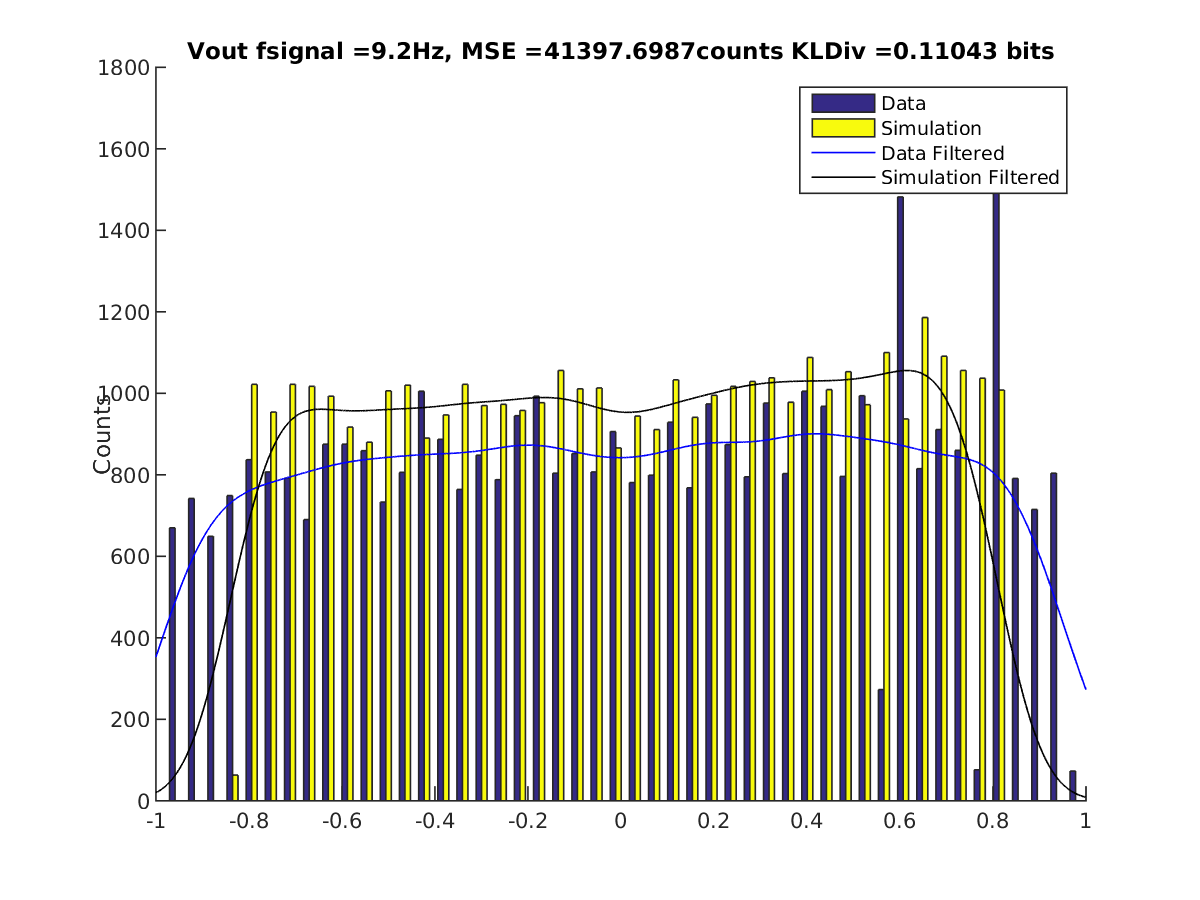 Vout fsignal =9.2Hz, MSE =41397.6987counts KLDiv =0.11043 bits
Data
Simulation
Data Filtered
Simulation Filtered
1800
1600
1400
1200
1000
800
600
400
200
0
Counts
-1 -0.8 -0.6 -0.4 -0.2 0 0.2 0.4 0.6 0.8 1